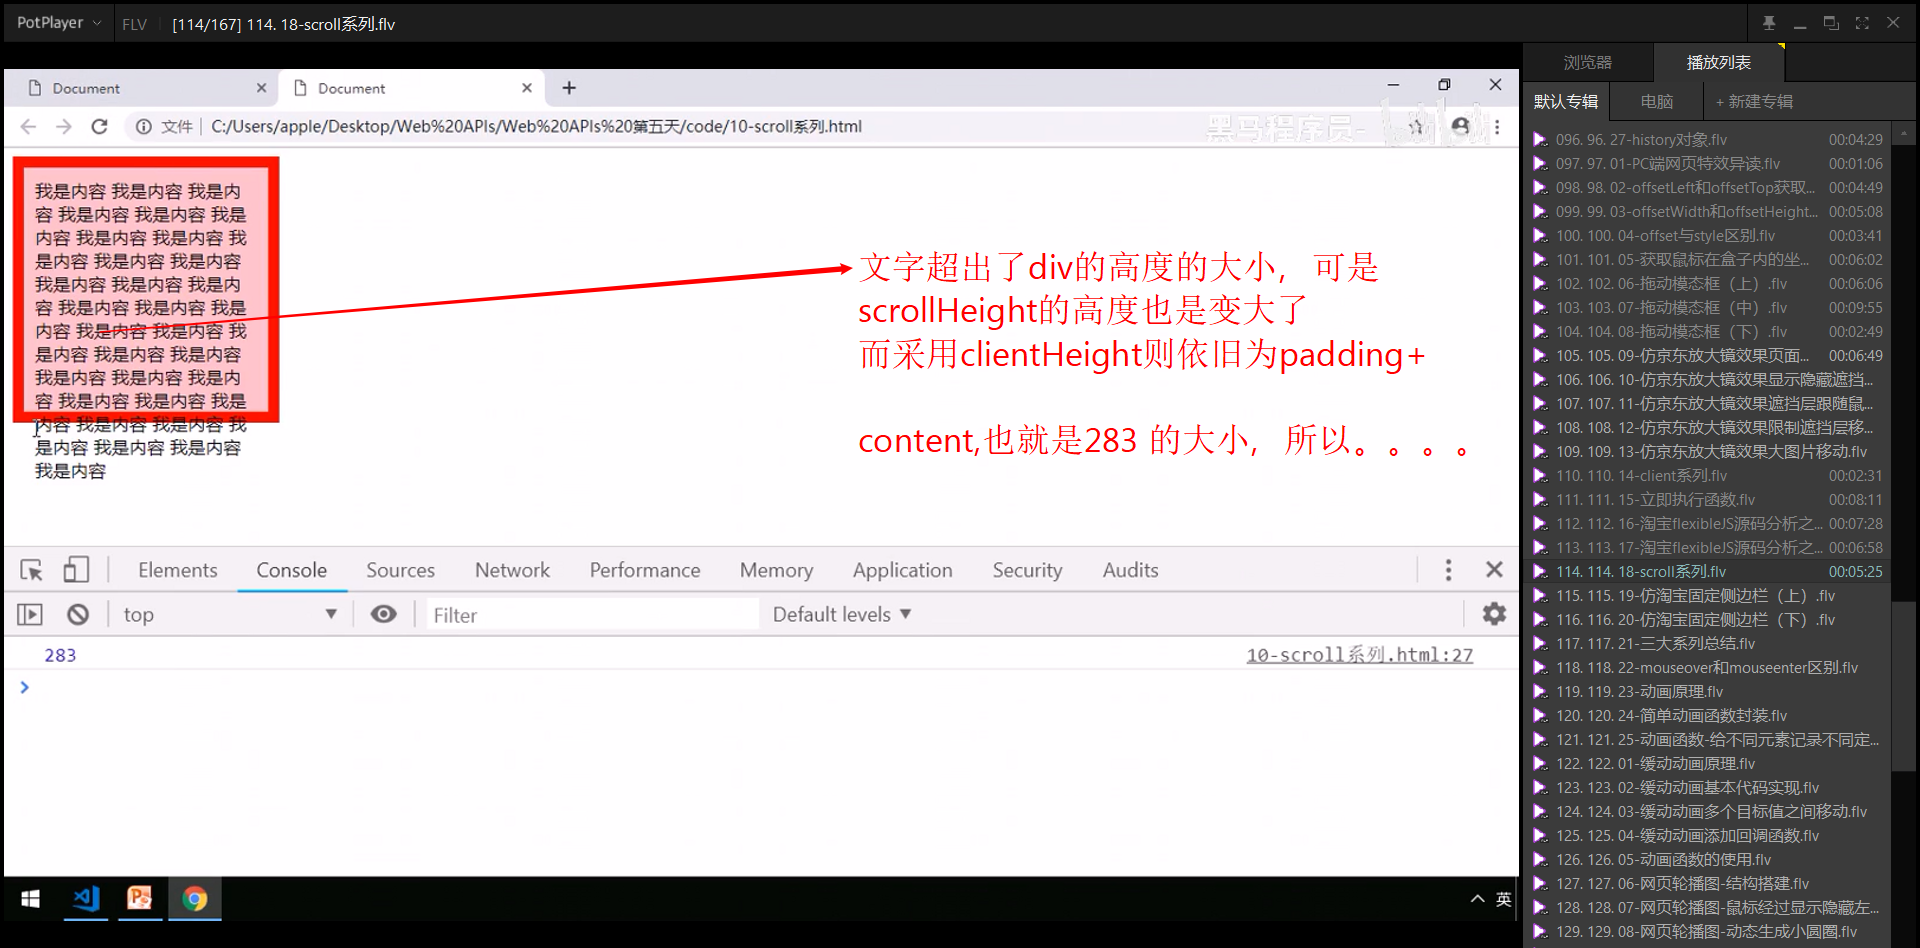 PotPlayer
FLV
[114/167] 114. 18-scroll系列.flv
Document
Document
文件
C:/Users/apple/Desktop/Web%20APIs/Web%20APIs%20第五天/code/10-scroll系列.html
黑马程序员-
我是内容 我是内容 我是内
容 我是内容 我是内容 我是
内容 我是内容 我是内容 我
是内容 我是内容 我是内容
我是内容 我是内容 我是内
容 我是内容 我是内容 我是
内容 我是内容 我是内容 我
是内容 我是内容 我是内容
我是内容 我是内容 我是内
容 我是内容 我是内容 我是
内容 我是内容 我是内容 我
是内容 我是内容 我是内容
我是内容
文字超出了div的高度的大小，可是
scrollHeight的高度也是变大了
而采用clientHeight则依旧为padding+
content,也就是283 的大小，所以。。。。
Elements Console Sources Network Performance Memory Application Security Audits
top
Filter
Default levels
283
10-scroll系列.html:27
英
浏览器
播放列表
默认专辑
电脑
+ 新建专辑
096. 96. 27-history对象.flv 00:04:29
097. 97. 01-PC端网页特效异读.flv 00:01:06
098. 98. 02-offsetLeft和offsetTop获取... 00:04:49
099. 99. 03-offsetWidth和offsetHeight... 00:05:08
100. 100. 04-offset与style区别.flv 00:03:41
101. 101. 05-获取鼠标在盒子内的坐... 00:06:02
102. 102. 06-拖动模态框（上）.flv 00:06:06
103. 103. 07-拖动模态框（中）.flv 00:09:55
104. 104. 08-拖动模态框（下）.flv 00:02:49
105. 105. 09-仿京东放大镜效果页面... 00:06:49
106. 106. 10-仿京东放大镜效果显示隐藏遮挡...
107. 107. 11-仿京东放大镜效果遮挡层跟随鼠...
108. 108. 12-仿京东放大镜效果限制遮挡层移...
109. 109. 13-仿京东放大镜效果大图片移动.flv
110. 110. 14-client系列.flv 00:02:31
111. 111. 15-立即执行函数.flv 00:08:11
112. 112. 16-淘宝flexibleJS源码分析之... 00:07:28
113. 113. 17-淘宝flexibleJS源码分析之... 00:06:58
114. 114. 18-scroll系列.flv 00:05:25
115. 115. 19-仿淘宝固定侧边栏（上）.flv
116. 116. 20-仿淘宝固定侧边栏（下）.flv
117. 117. 21-三大系列总结.flv
118. 118. 22-mouseover和mouseenter区别.flv
119. 119. 23-动画原理.flv
120. 120. 24-简单动画函数封装.flv
121. 121. 25-动画函数-给不同元素记录不同定...
122. 122. 01-缓动动画原理.flv
123. 123. 02-缓动动画基本代码实现.flv
124. 124. 03-缓动动画多个目标值之间移动.flv
125. 125. 04-缓动动画添加回调函数.flv
126. 126. 05-动画函数的使用.flv
127. 127. 06-网页轮播图-结构搭建.flv
128. 128. 07-网页轮播图-鼠标经过显示隐藏左...
129. 129. 08-网页轮播图-动态生成小圆圈.flv